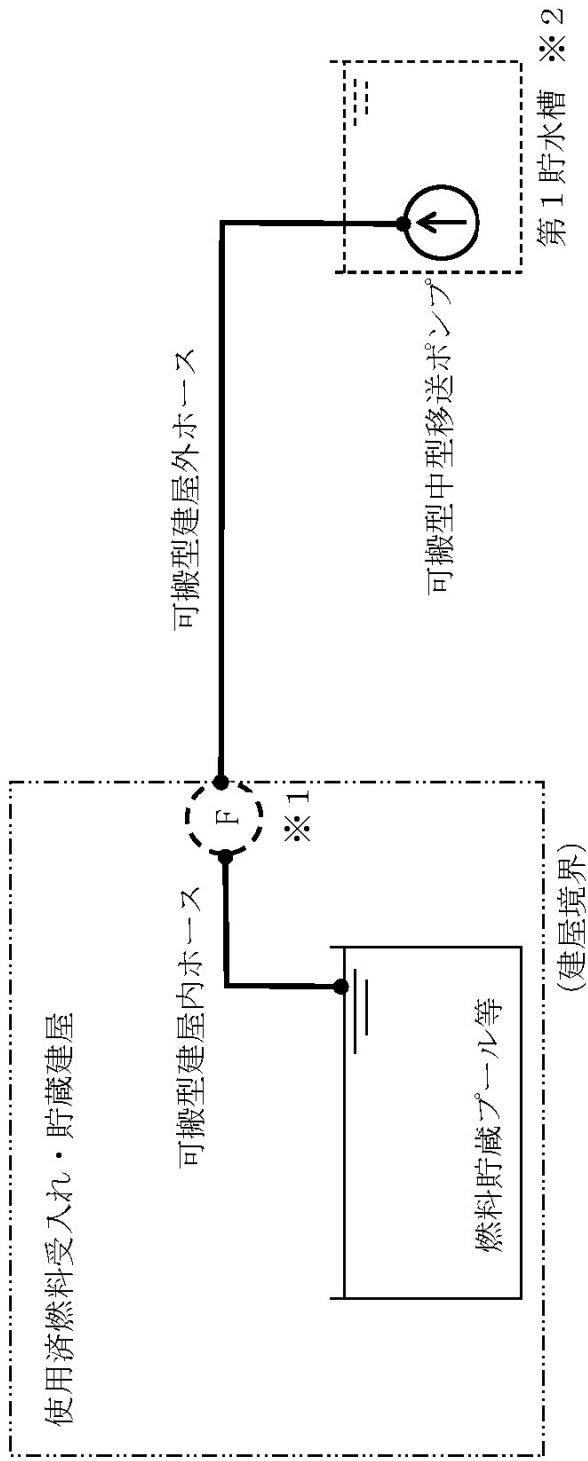 使用済燃料受入れ・貯蔵建屋
可搬型建屋内ホース
可搬型建屋外ホース
F
※1
燃料貯蔵プール等
(建屋境界)
可搬型中型移送ポンプ
第1貯水槽 ※2